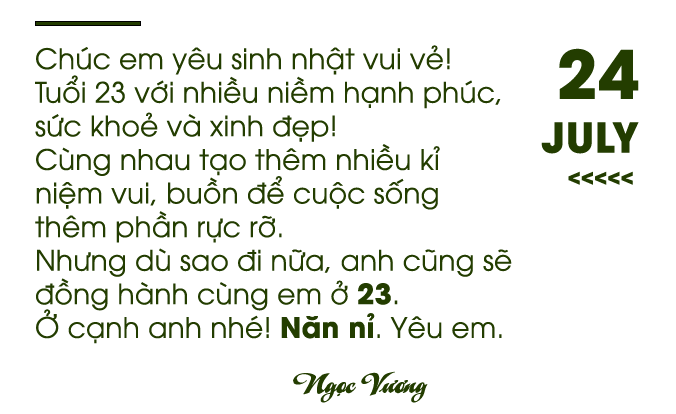 Chúc em yêu sinh nhật vui vẻ!
Tuổi 23 với nhiều niềm hạnh phúc,
sức khoẻ và xinh đẹp!
Cùng nhau tạo thêm nhiều kỉ
niệm vui, buồn để cuộc sống
thêm phần rực rỡ.
Nhưng dù sao đi nữa, anh cũng sẽ
đồng hành cùng em ở 23.
Ở cạnh anh nhé! Năn nỉ. Yêu em.
Ngọc Vương
24
JULY
<<<<<